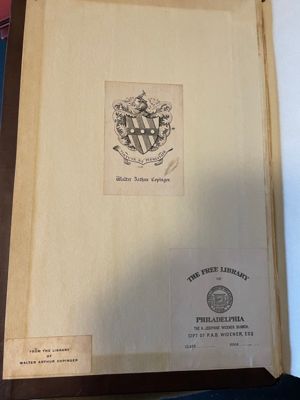 Walter Arthur Copinger
THE FREE LIBRARY
OF
PHILADELPHIA
THE H. JOSEPHINE WIDENER BRANCH.
GIFT OF P.A.B. WIDENER, ESQ
CLASS
BOOK
FROM THE LIBRARY
OF
WALTER ARTHUR COPINGER